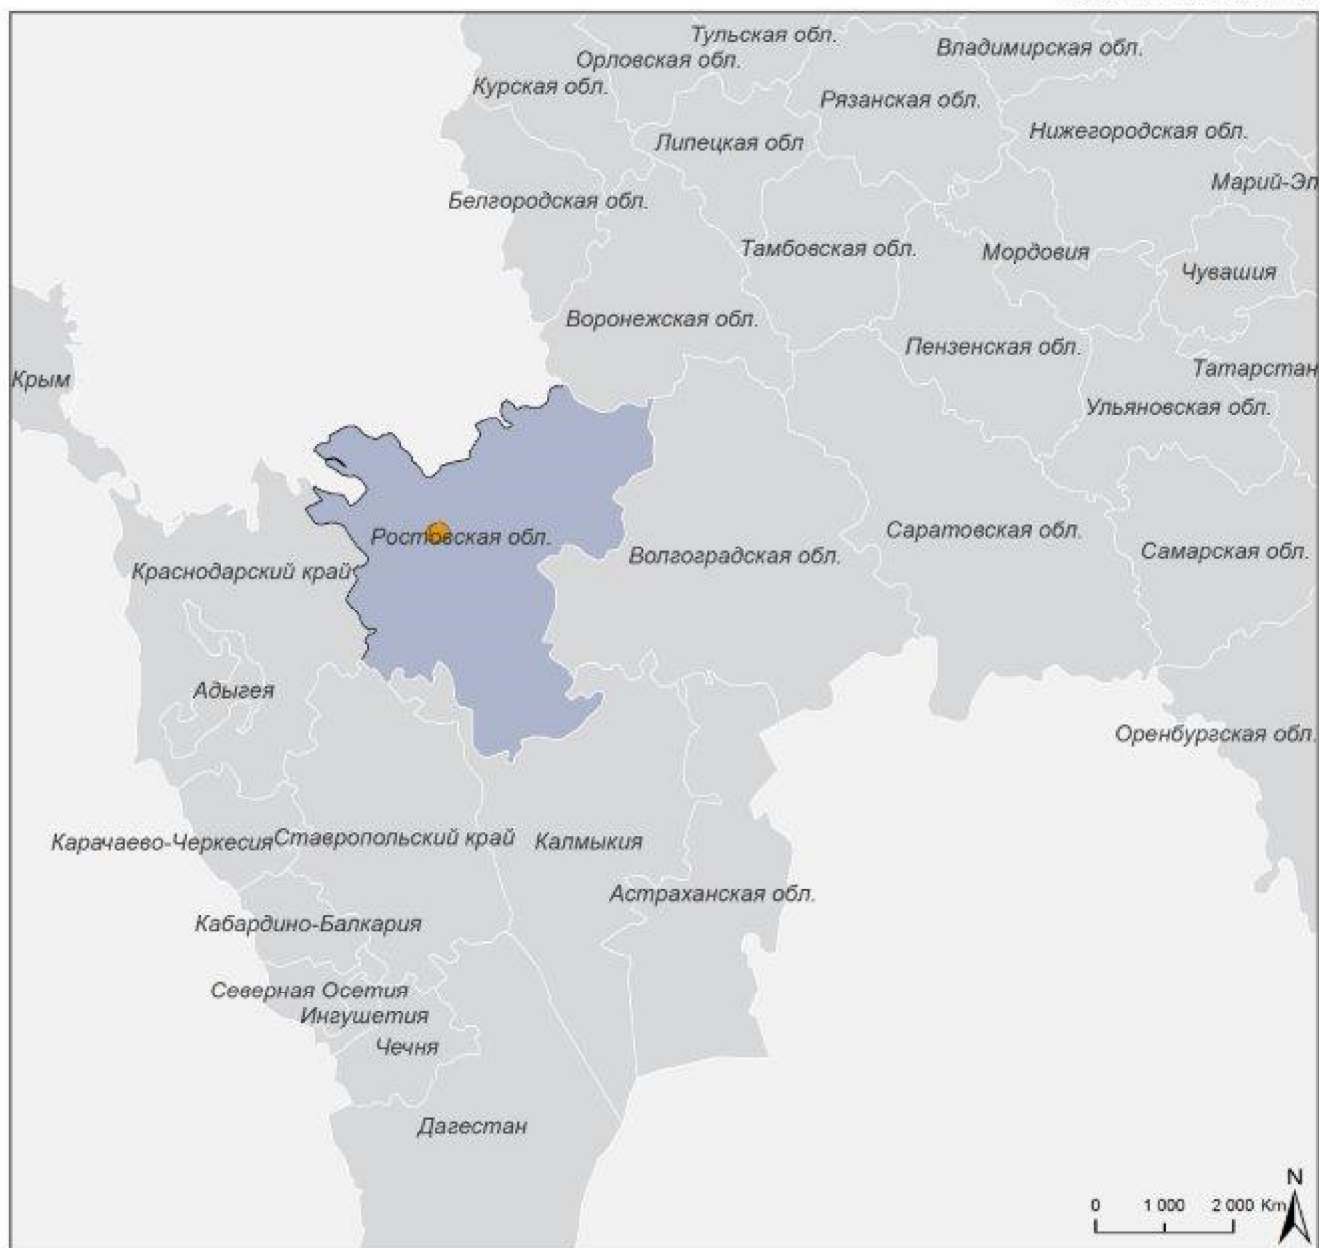 Тульская обл.
Владимирская обл.
Орловская обл.
Курская обл.
Рязанская обл.
Нижегородская обл.
Липецкая обл
Марий-Эл
Белгородская обл.
Тамбовская обл.
Мордовия
Чувашия
Воронежская обл.
Пензенская обл.
Татарстан
Крым
Ульяновская обл.
Ростовская обл.
Саратовская обл.
Волгоградская обл.
Самарская обл.
Краснодарский край
Адыгея
Оренбургская обл.
Карачаево-Черкесия
Ставропольский край
Калмыкия
Астраханская обл.
Кабардино-Балкария
Северная Осетия
Ингушетия
Чечня
Дагестан
N
0 1 000 2 000 Km